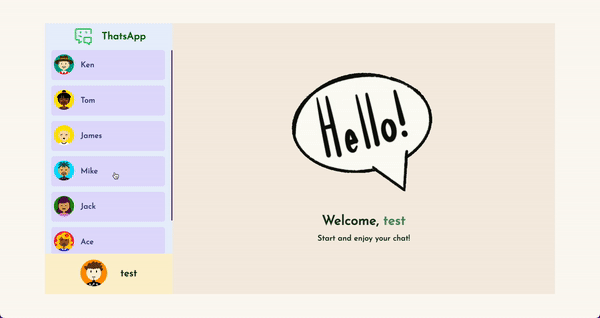 ThatsApp
Ken
Tom
James
Mike
Jack
Ace
test
Hello!
Welcome, test
Start and enjoy your chat!